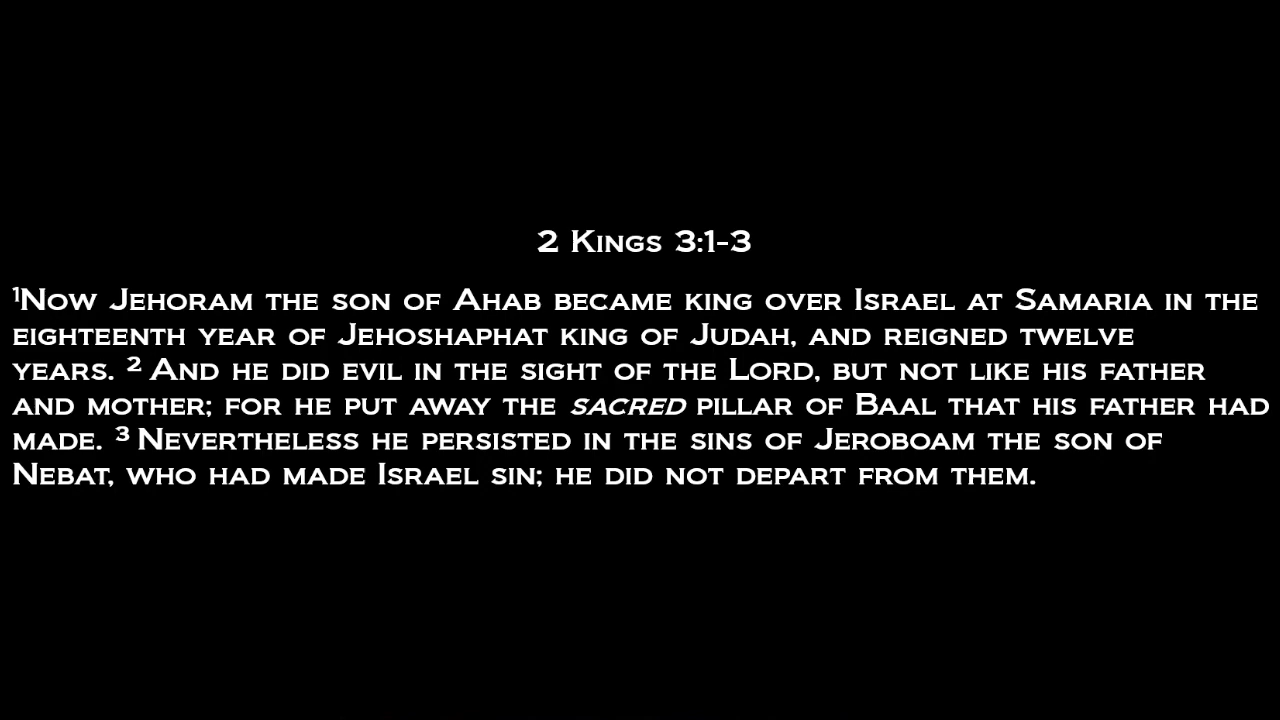 2 Kings 3:1-3
¹Now Jehoram the son of Ahab became king over Israel at Samaria in the
eighteenth year of Jehoshaphat king of Judah, and reigned twelve
years. ² And he did evil in the sight of the Lord, but not like his father
and mother; for he put away the sacred pillar of Baal that his father had
made. ³ Nevertheless he persisted in the sins of Jeroboam the son of
Nebat, who had made Israel sin; he did not depart from them.